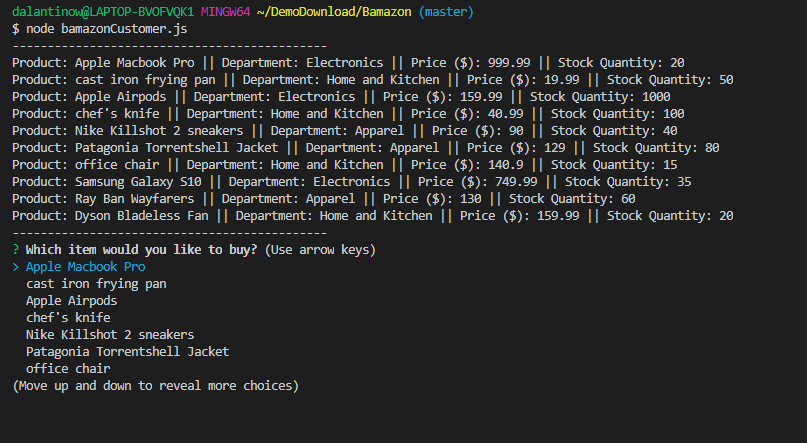 dalantinow@LAPTOP-BVOFVQK1 MINGW64 ~/DemoDownload/Bamazon (master)
$ node bamazonCustomer.js
---------------------------------------------
Product: Apple Macbook Pro || Department: Electronics || Price ($): 999.99 || Stock Quantity: 20
Product: cast iron frying pan || Department: Home and Kitchen || Price ($): 19.99 || Stock Quantity: 50
Product: Apple Airpods || Department: Electronics || Price ($): 159.99 || Stock Quantity: 1000
Product: chef's knife || Department: Home and Kitchen || Price ($): 40.99 || Stock Quantity: 100
Product: Nike Killshot 2 sneakers || Department: Apparel || Price ($): 90 || Stock Quantity: 40
Product: Patagonia Torrentshell Jacket || Department: Apparel || Price ($): 129 || Stock Quantity: 80
Product: office chair || Department: Home and Kitchen || Price ($): 140.9 || Stock Quantity: 15
Product: Samsung Galaxy S10 || Department: Electronics || Price ($): 749.99 || Stock Quantity: 35
Product: Ray Ban Wayfarers || Department: Apparel || Price ($): 130 || Stock Quantity: 60
Product: Dyson Bladeless Fan || Department: Home and Kitchen || Price ($): 159.99 || Stock Quantity: 20
---------------------------------------------
? Which item would you like to buy? (Use arrow keys)
> Apple Macbook Pro
cast iron frying pan
Apple Airpods
chef's knife
Nike Killshot 2 sneakers
Patagonia Torrentshell Jacket
office chair
(Move up and down to reveal more choices)